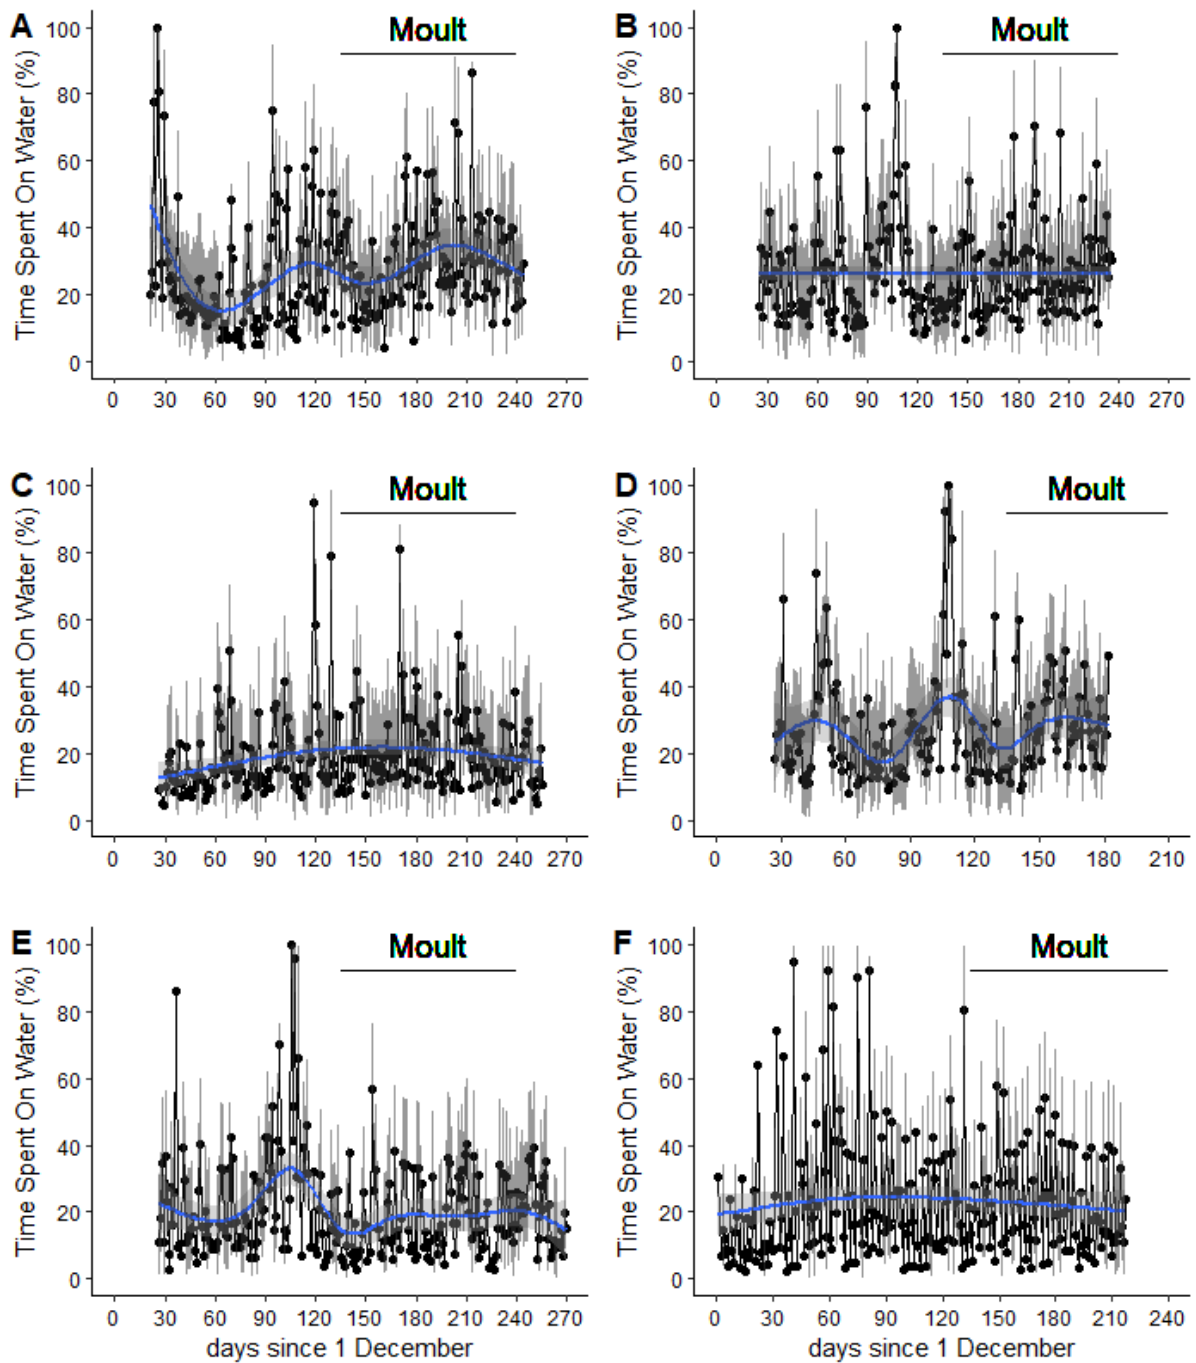 A Moult
Time Spent On Water (%)
100
80
60
40
20
0
0 30 60 90 120 150 180 210 240 270
B Moult
Time Spent On Water (%)
100
80
60
40
20
0
0 30 60 90 120 150 180 210 240 270
C Moult
Time Spent On Water (%)
100
80
60
40
20
0
0 30 60 90 120 150 180 210 240 270
D Moult
Time Spent On Water (%)
100
80
60
40
20
0
0 30 60 90 120 150 180 210
E Moult
Time Spent On Water (%)
100
80
60
40
20
0
0 30 60 90 120 150 180 210 240 270
days since 1 December
F Moult
Time Spent On Water (%)
100
80
60
40
20
0
0 30 60 90 120 150 180 210 240
days since 1 December